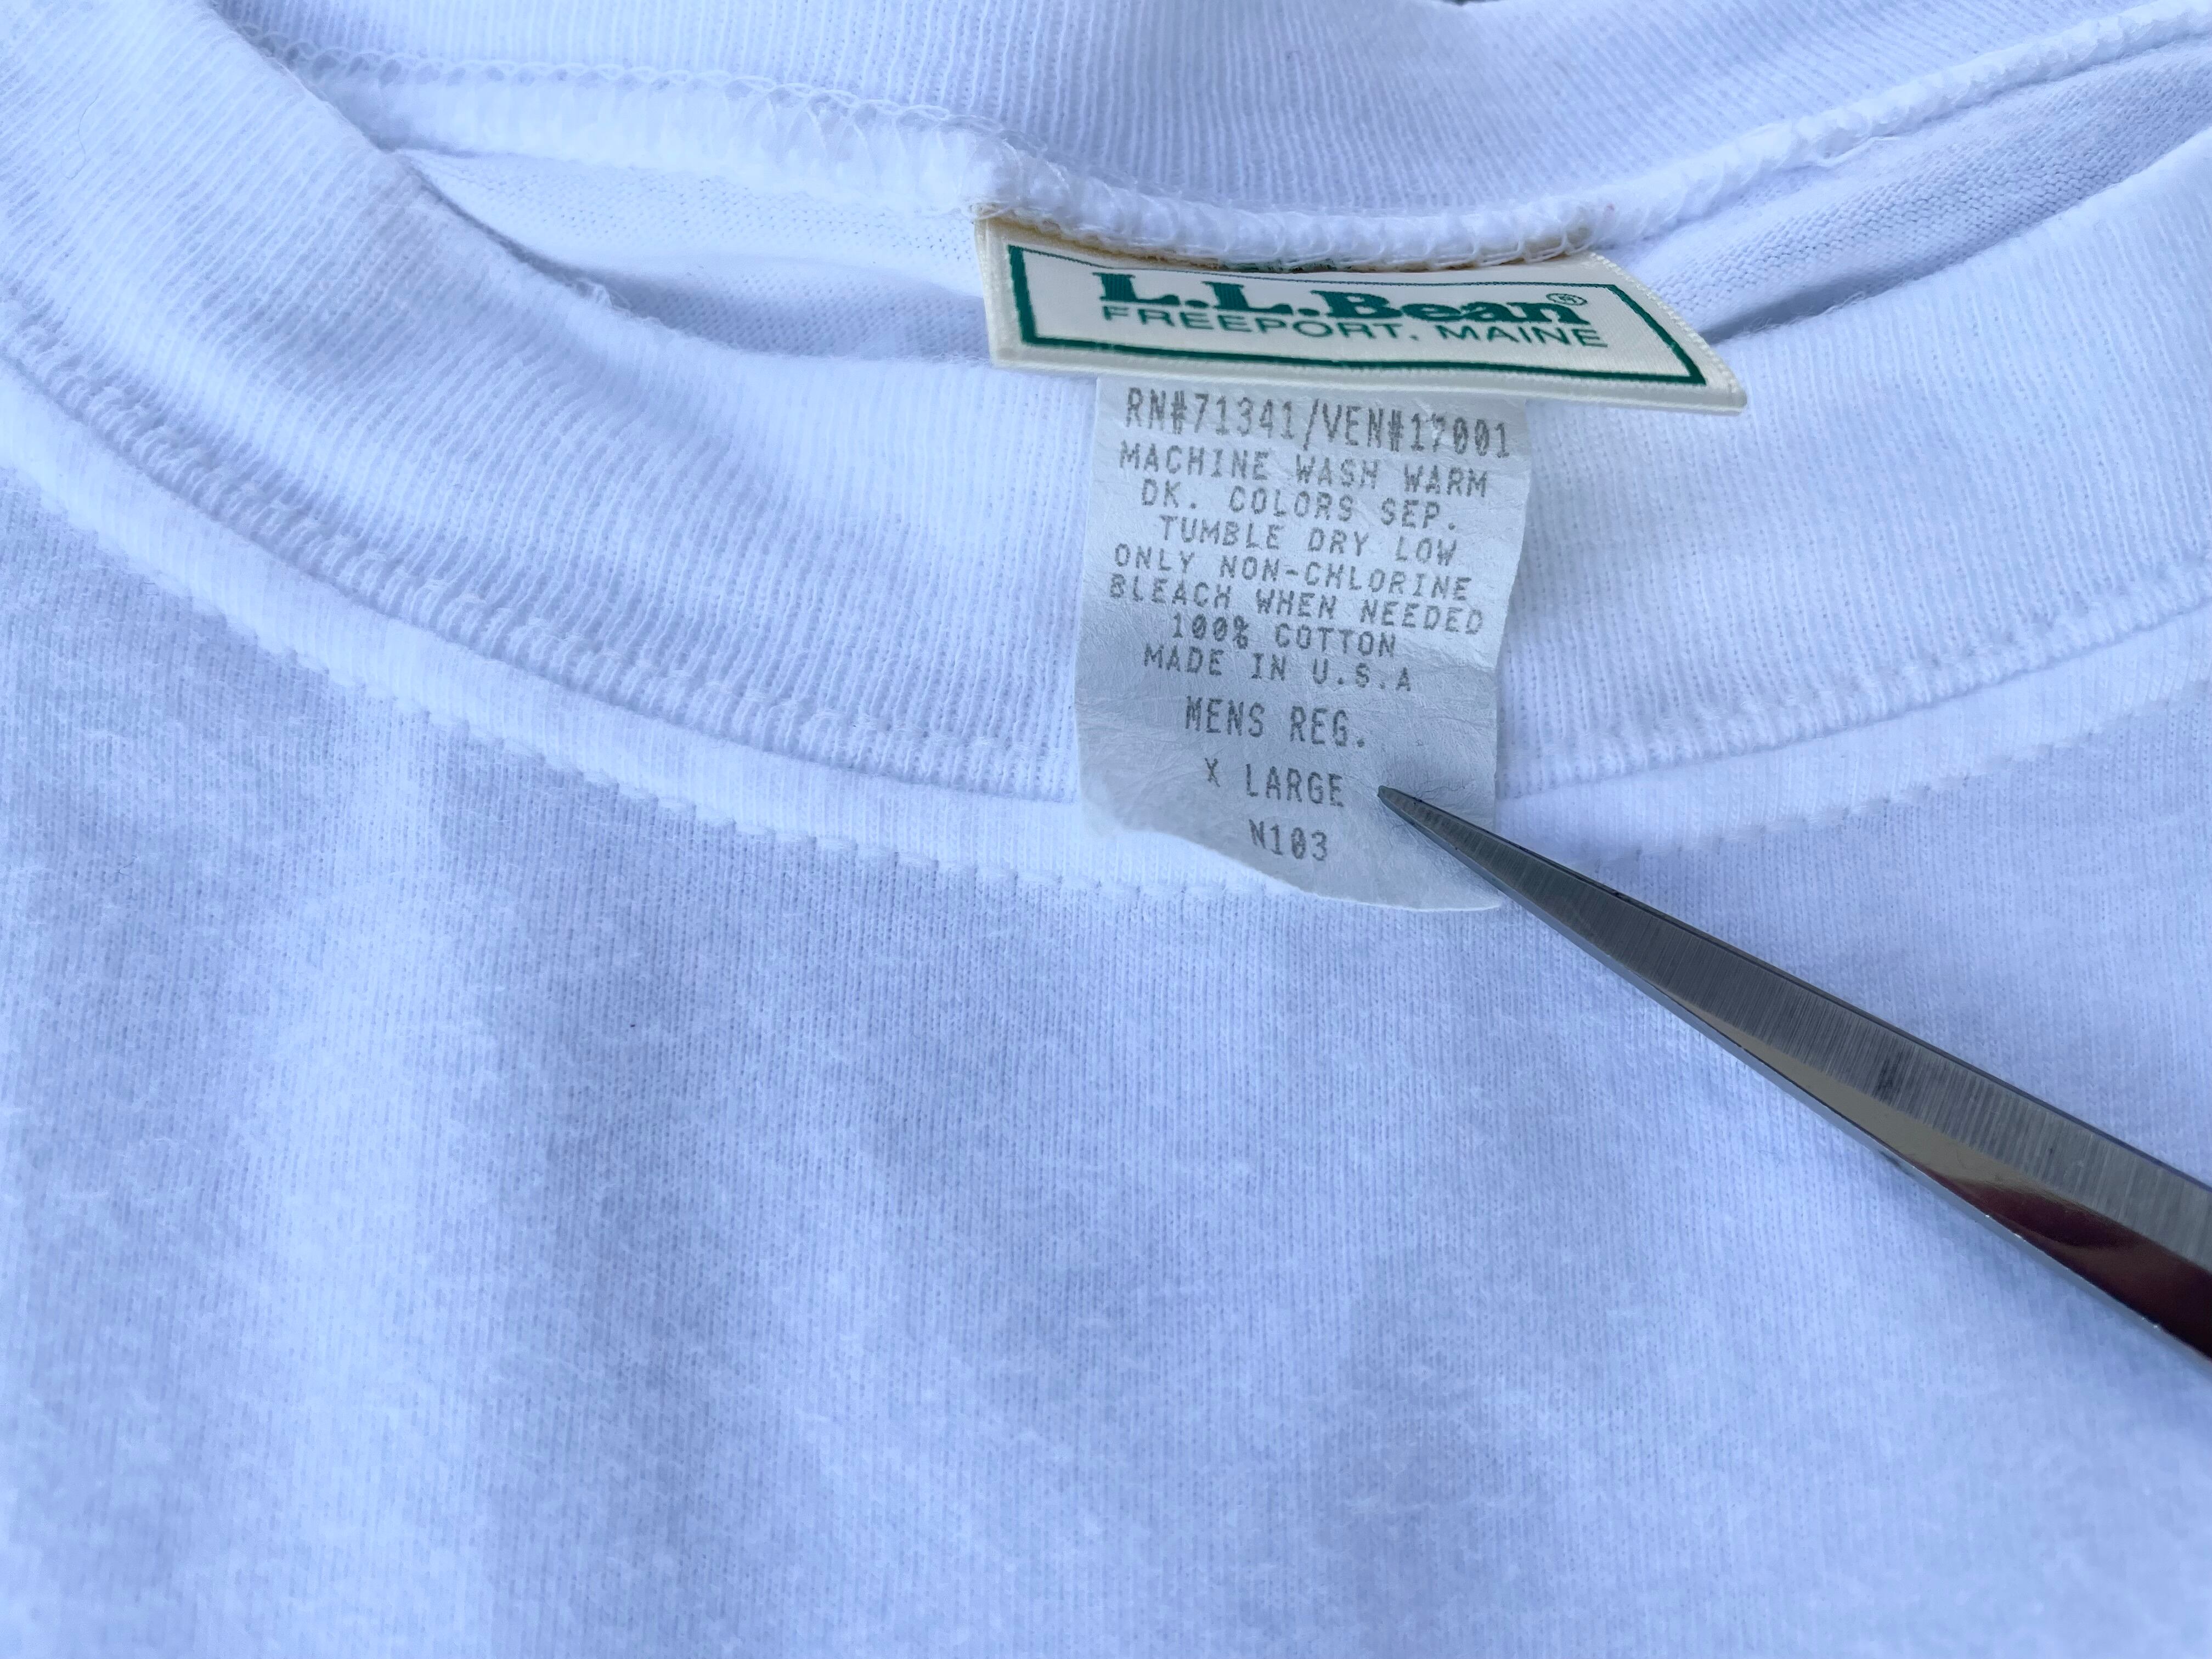 L.L.Bean®
FREEPORT, MAINE
RN#71341/VEN#17001
MACHINE WASH WARM
DK. COLORS SEP.
TUMBLE DRY LOW
ONLY NON-CHLORINE
BLEACH WHEN NEEDED
100% COTTON
MADE IN U.S.A
MENS REG.
X LARGE
N103